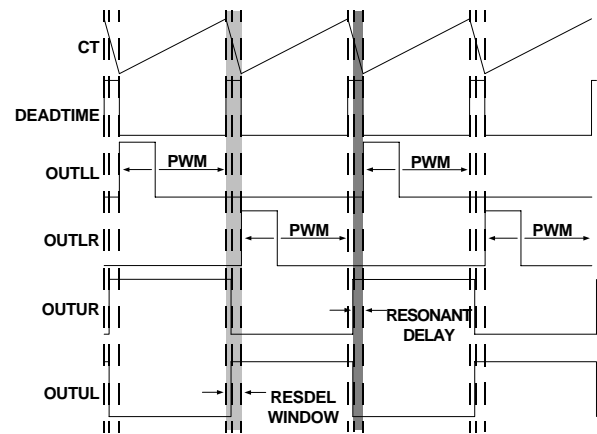 CT
DEADTIME
OUTLL
PWM
PWM
OUTLR
PWM
PWM
OUTUR
RESONANT
DELAY
OUTUL
RESDEL
WINDOW